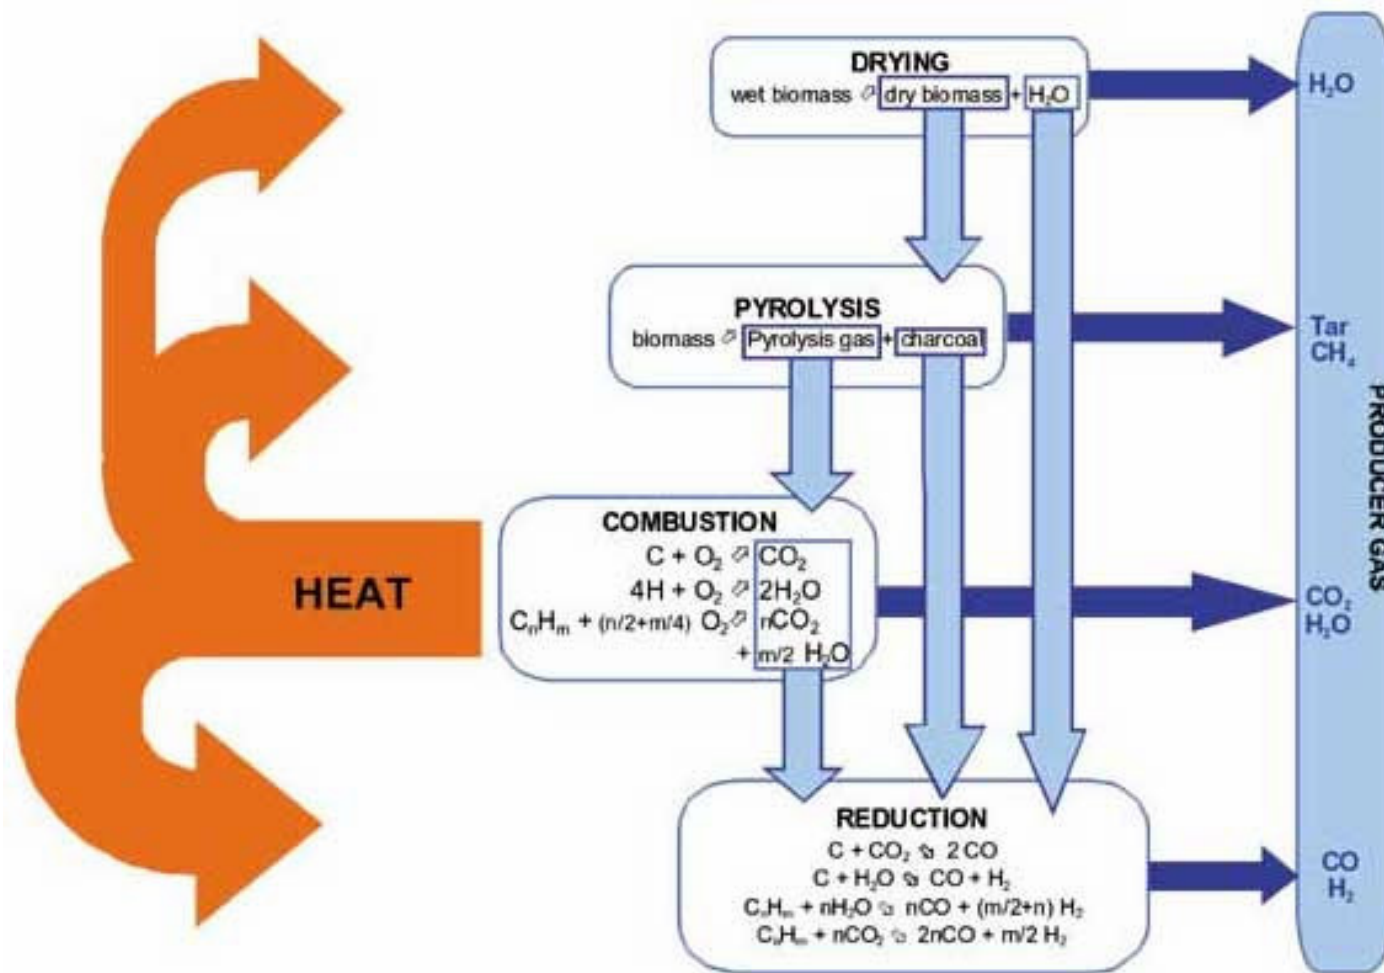 DRYING
wet biomass ⇗ dry biomass + H₂O
H₂O
PYROLYSIS
biomass ⇗ Pyrolysis gas + charcoal
Tar
CH₄
PRODUCER GAS
HEAT
COMBUSTION
C + O₂ ⇗ CO₂
4H + O₂ ⇗ 2H₂O
CₙHₘ + (n/2+m/4) O₂ ⇗ nCO₂
+ m/2 H₂O
CO₂
H₂O
REDUCTION
C + CO₂ ⇘ 2 CO
C + H₂O ⇘ CO + H₂
CₙHₘ + nH₂O ⇘ nCO + (m/2+n) H₂
CₙHₘ + nCO₂ ⇘ 2nCO + m/2 H₂
CO
H₂